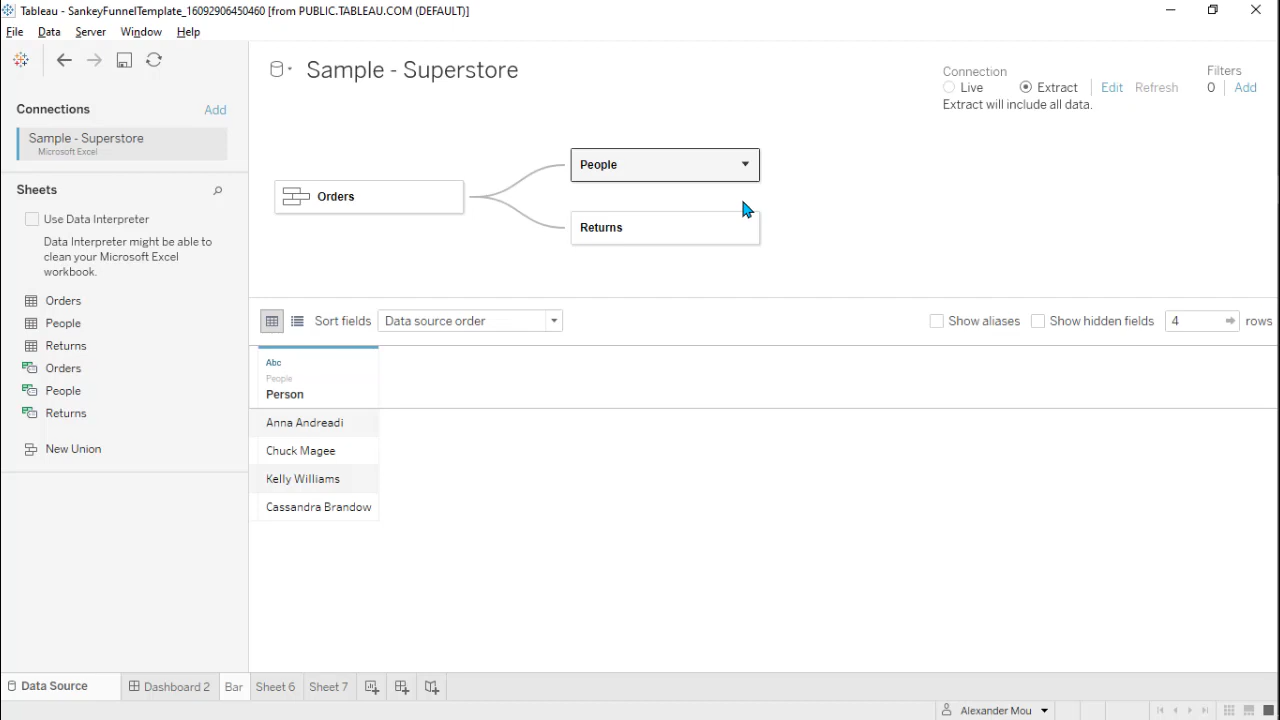 Tableau - SankeyFunnelTemplate_16092906450460 [from PUBLIC.TABLEAU.COM (DEFAULT)]
File Data Server Window Help
Connections Add
Sample - Superstore
Microsoft Excel
Sheets
Use Data Interpreter
Data Interpreter might be able to
clean your Microsoft Excel
workbook.
Orders
People
Returns
Orders
People
Returns
New Union
Sample - Superstore
Connection
Live Extract Edit Refresh
Extract will include all data.
Filters
0 Add
Orders
People
Returns
Sort fields Data source order Show aliases Show hidden fields 4 rows
Abc
People
Person
Anna Andreadi
Chuck Magee
Kelly Williams
Cassandra Brandow
Data Source Dashboard 2 Bar Sheet 6 Sheet 7
Alexander Mou